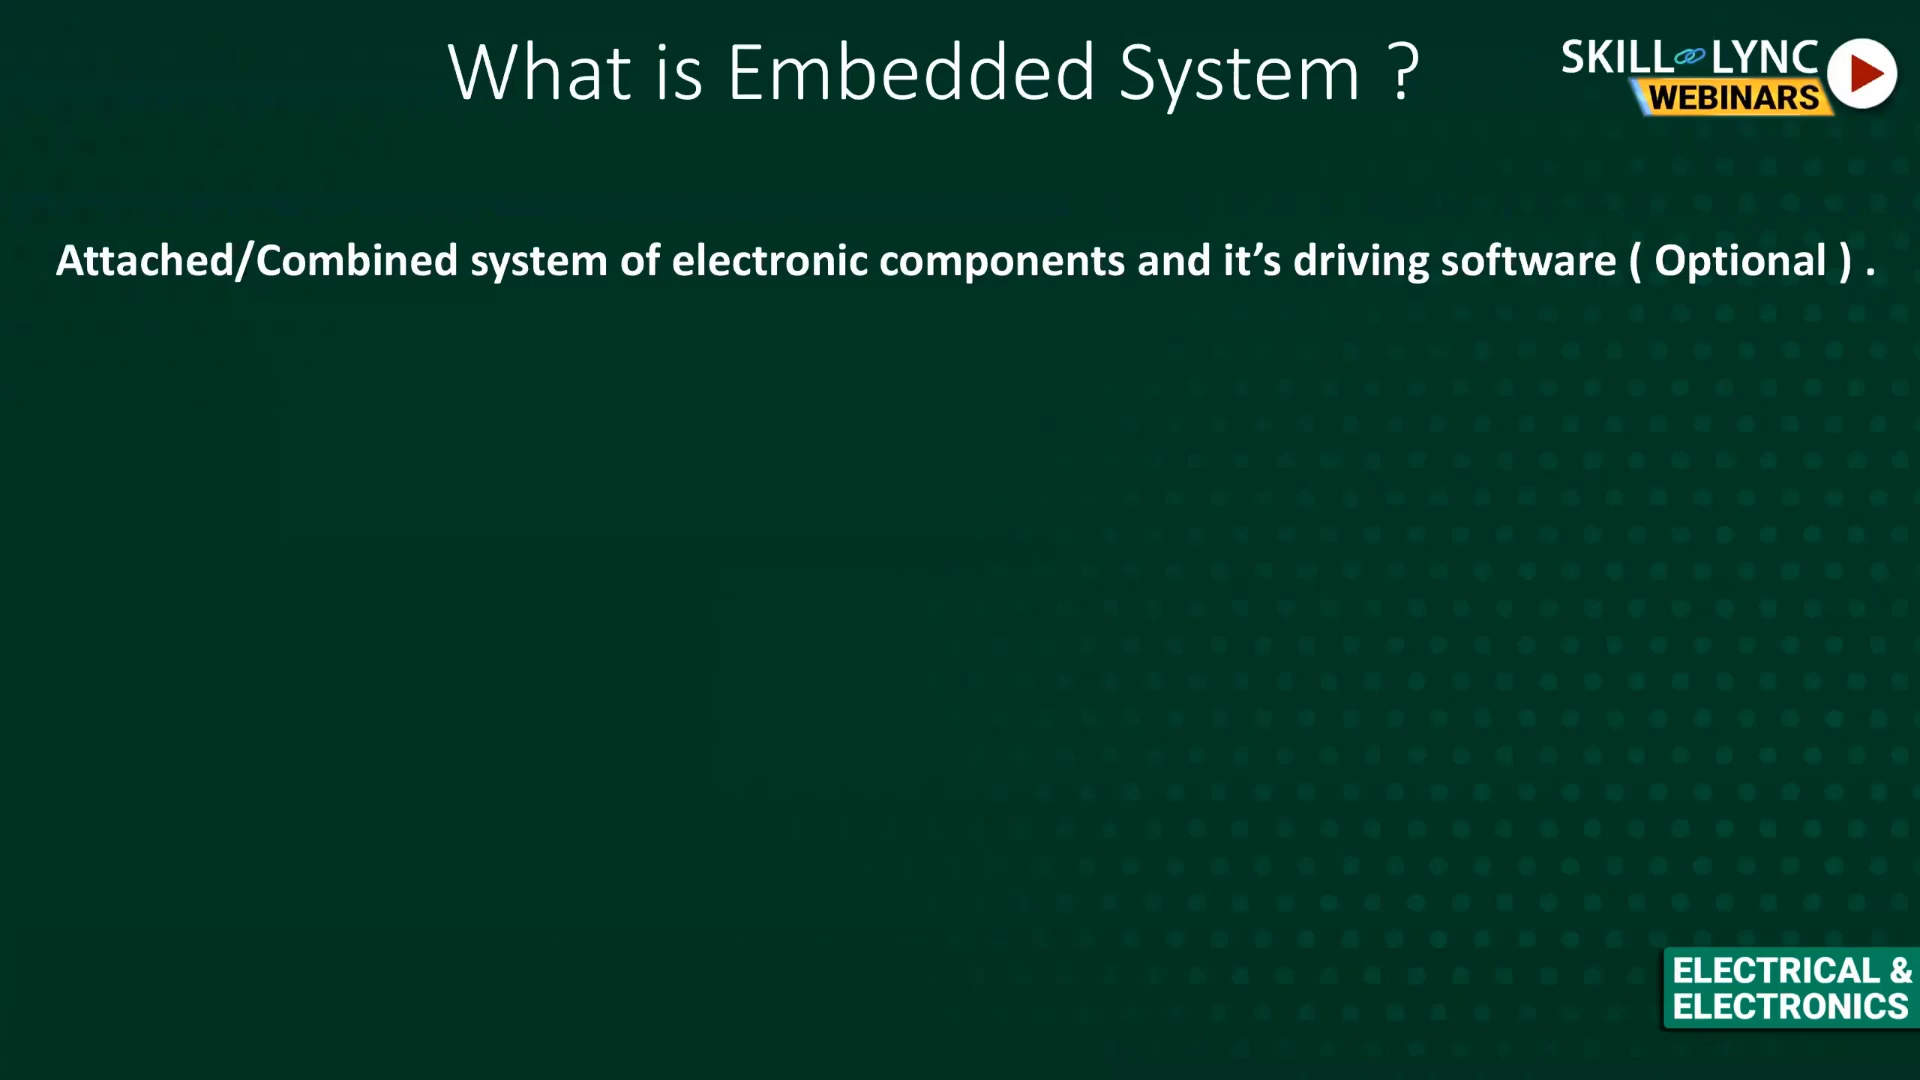 What is Embedded System ?
SKILL LYNC
WEBINARS
Attached/Combined system of electronic components and it’s driving software ( Optional ) .
ELECTRICAL &
ELECTRONICS